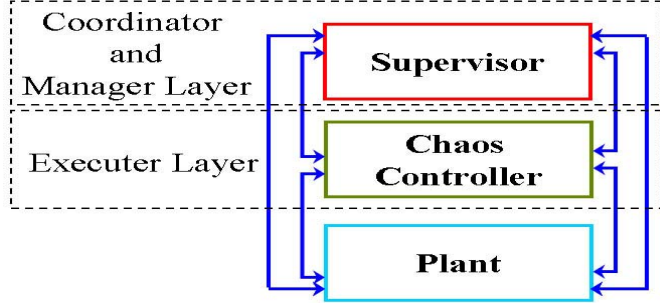 Coordinator
and
Manager Layer
Supervisor
Executer Layer
Chaos
Controller
Plant